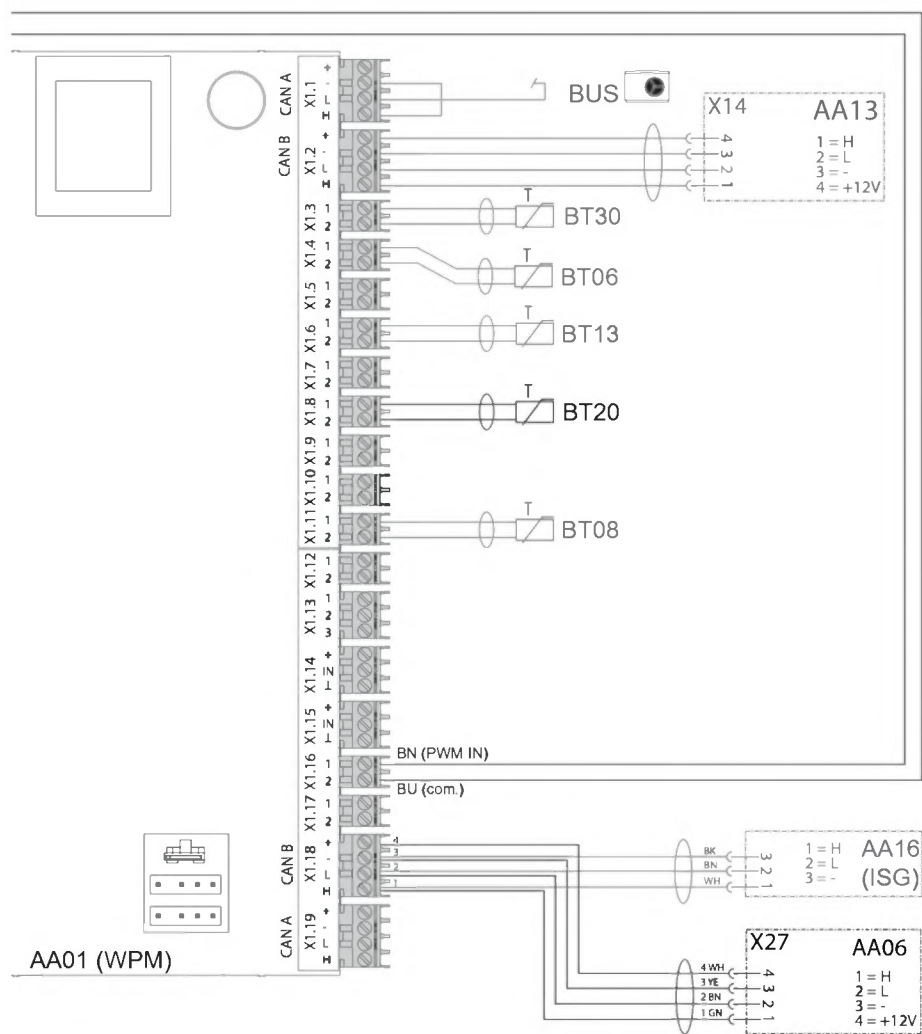 CAN A
X1.1
+
-
L
H
BUS
CAN B
X1.2
+
-
L
H
X14
AA13
4
3
2
1
1 = H
2 = L
3 = -
4 = +12V
X1.3
1
2
T
BT30
X1.4
1
2
T
BT06
X1.5
1
2
X1.6
1
2
T
BT13
X1.7
1
2
X1.8
1
2
T
BT20
X1.9
1
2
X1.10
1
2
X1.11
1
2
T
BT08
X1.12
1
2
X1.13
1
2
3
X1.14
+
IN
⊥
X1.15
+
IN
⊥
X1.16
1
2
BN (PWM IN)
BU (com.)
X1.17
1
2
CAN B
X1.18
+
-
L
H
4
3
2
1
BK
BN
WH
3
2
1
1 = H
2 = L
3 = -
AA16
(ISG)
CAN A
X1.19
+
-
L
H
AA01 (WPM)
X27
AA06
4 WH
3 YE
2 BN
1 GN
4
3
2
1
1 = H
2 = L
3 = -
4 = +12V